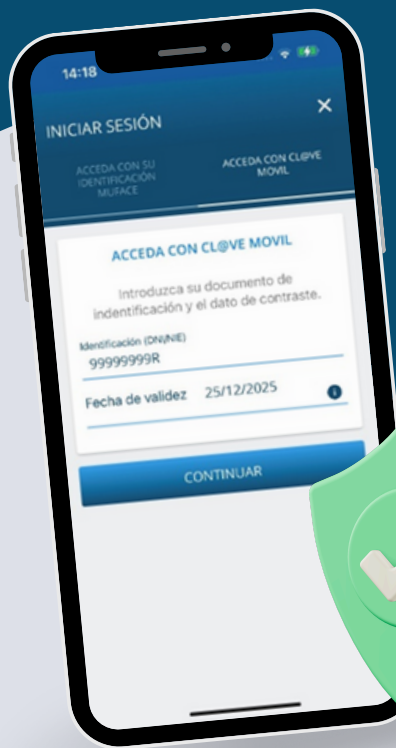 14:18
INICIAR SESIÓN
ACCEDA CON SU
IDENTIFICACIÓN
MUFACE
ACCEDA CON CL@VE
MOVIL
ACCEDA CON CL@VE MOVIL
Introduzca su documento de
indentificación y el dato de contraste.
Identificación (DNI/NIE)
99999999R
Fecha de validez 25/12/2025
CONTINUAR